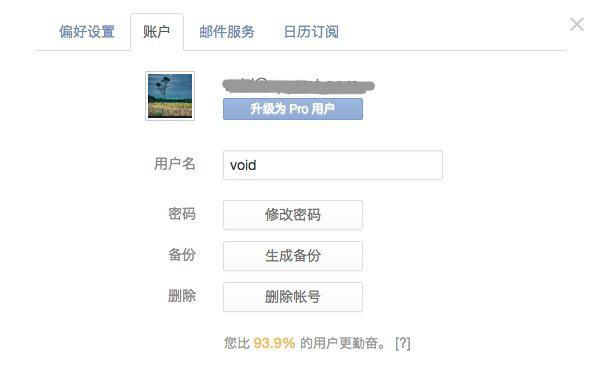 偏好设置 账户 邮件服务 日历订阅
升级为 Pro 用户
用户名 void
密码 修改密码
备份 生成备份
删除 删除帐号
您比 93.9% 的用户更勤奋。 [?]